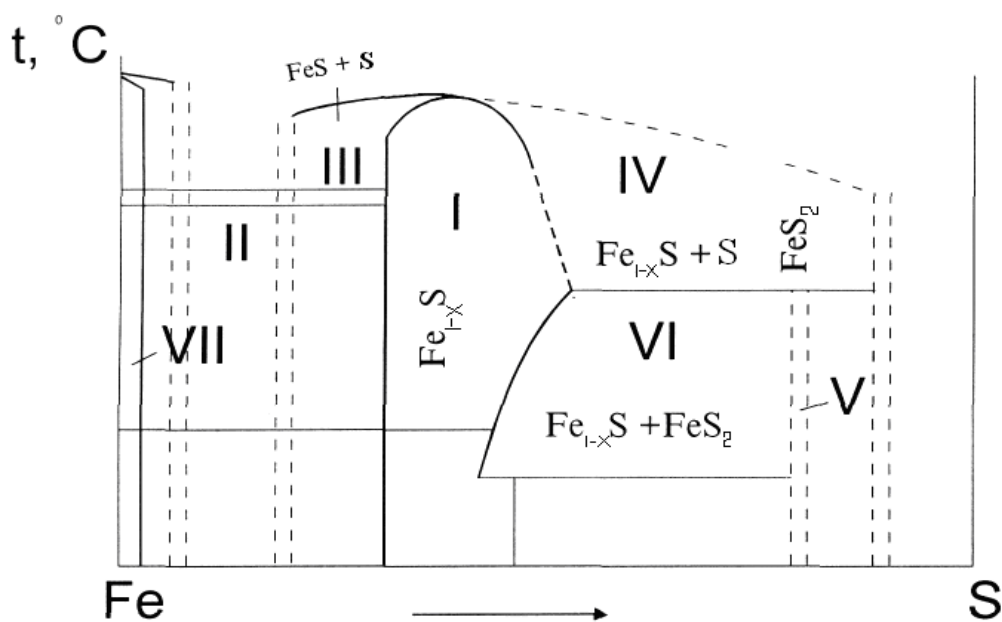 t, °C
FeS + S
III
IV
I
II
FeS₂
Fe₁₋ₓS + S
Fe₁₋ₓS
VII
VI
V
Fe₁₋ₓS + FeS₂
Fe
S